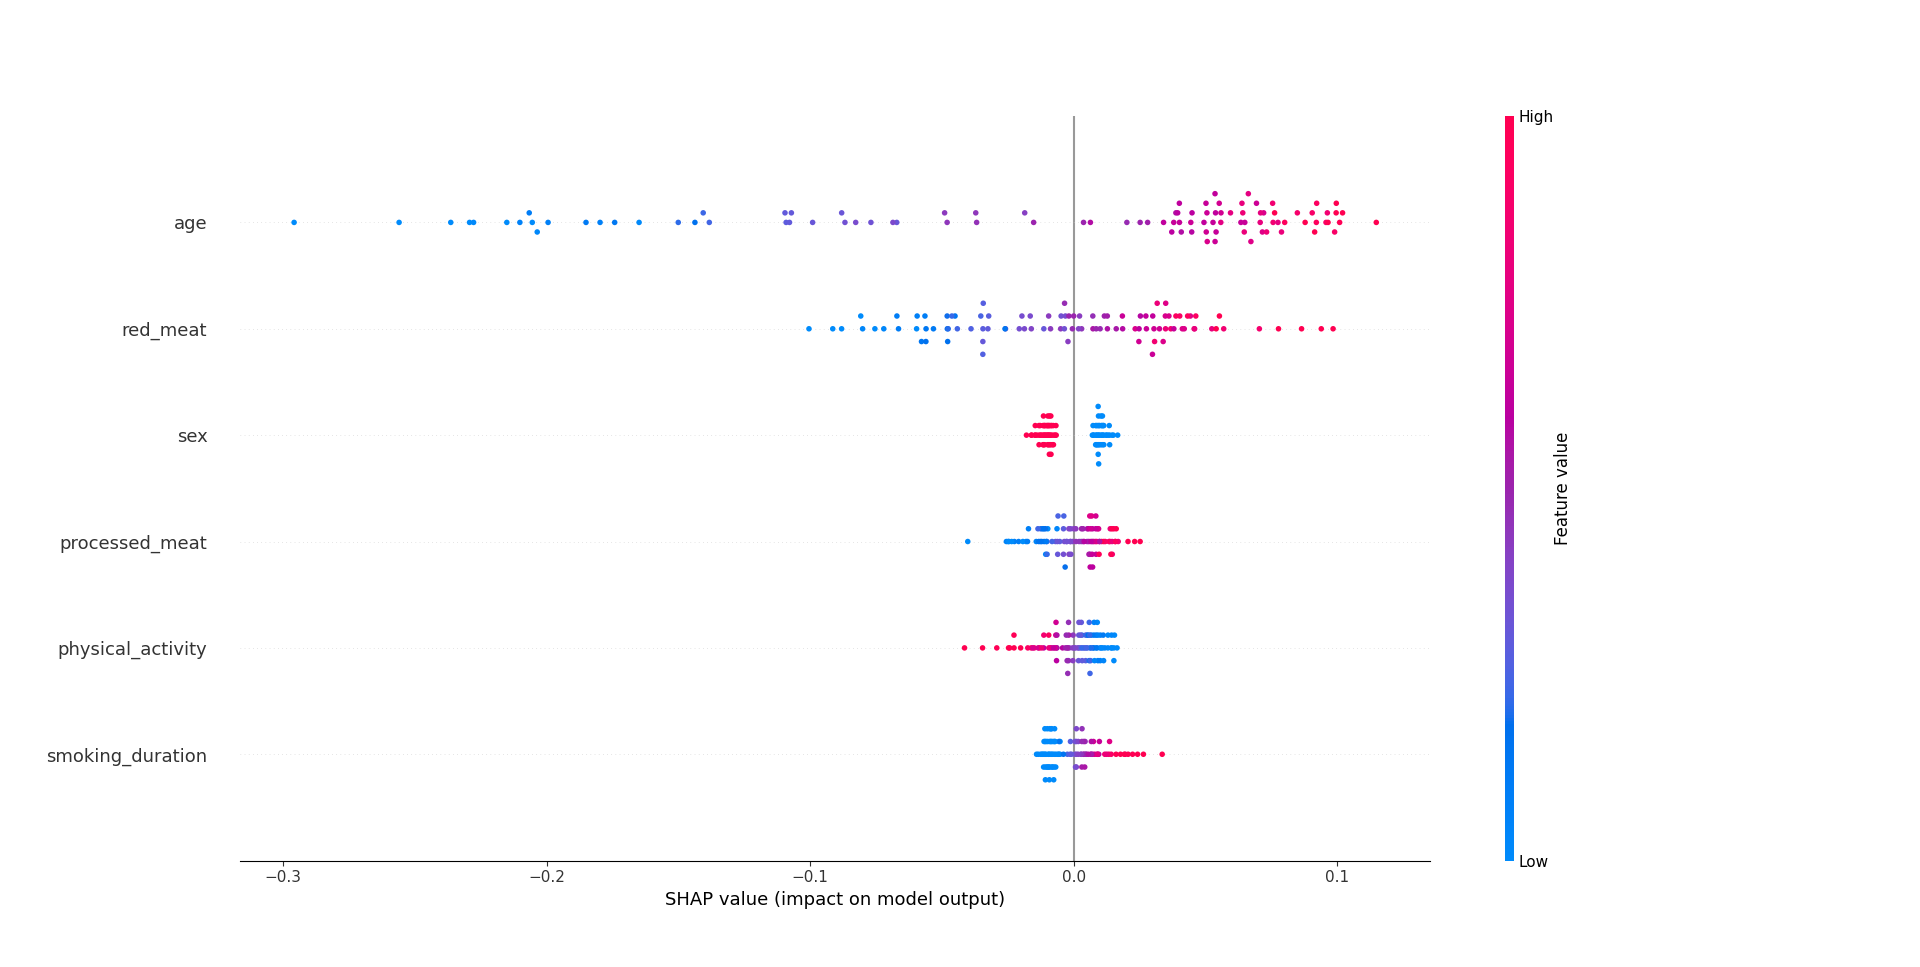 High
age
red_meat
sex
Feature value
processed_meat
physical_activity
smoking_duration
Low
−0.3 −0.2 −0.1 0.0 0.1
SHAP value (impact on model output)